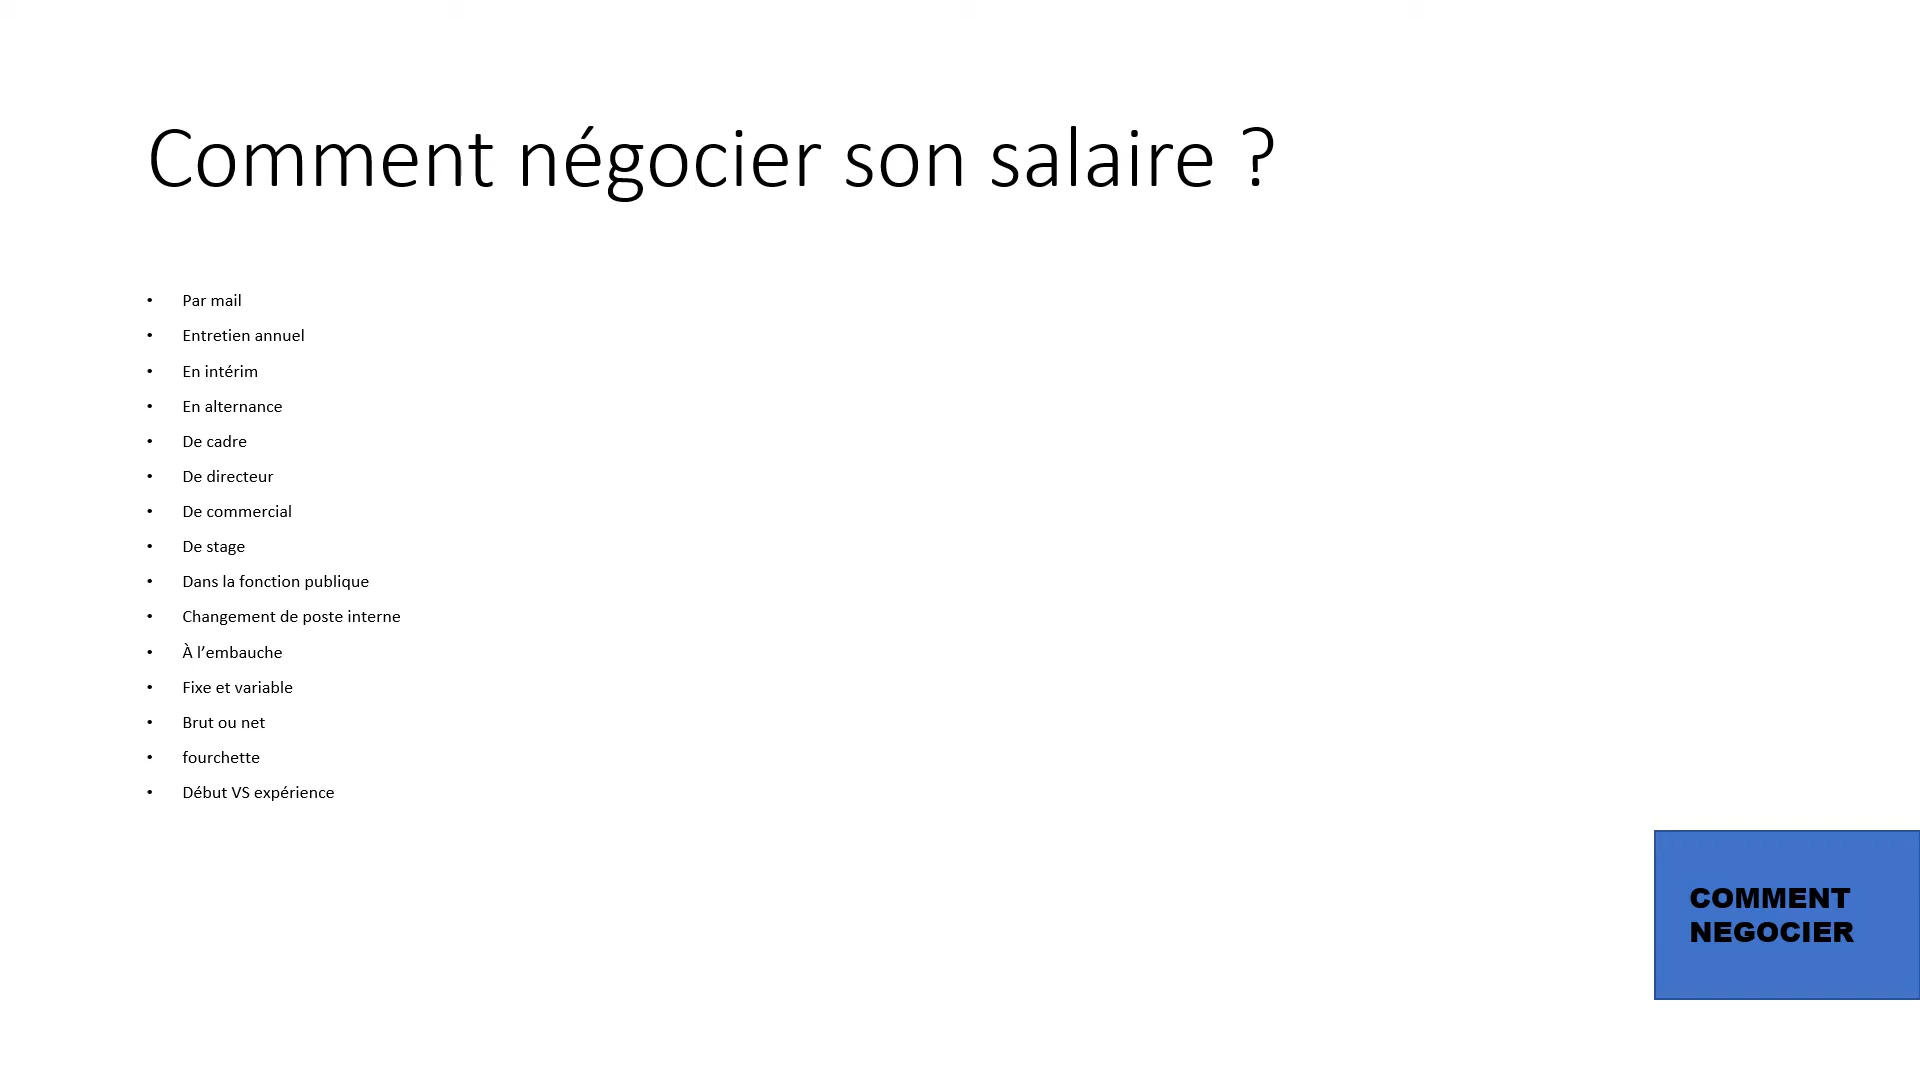 Comment négocier son salaire ?
• Par mail
• Entretien annuel
• En intérim
• En alternance
• De cadre
• De directeur
• De commercial
• De stage
• Dans la fonction publique
• Changement de poste interne
• À l’embauche
• Fixe et variable
• Brut ou net
• fourchette
• Début VS expérience
COMMENT
NEGOCIER